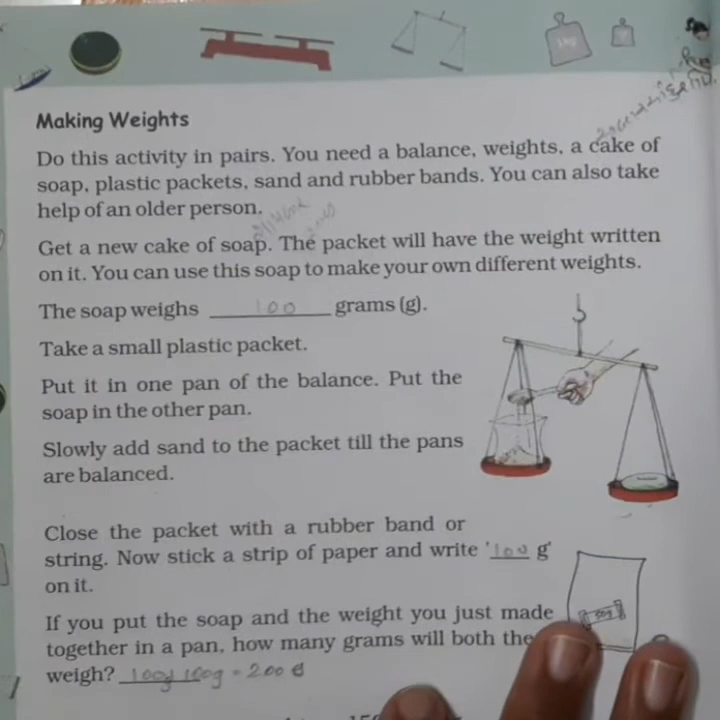 Making Weights
Do this activity in pairs. You need a balance, weights, a cake of
soap, plastic packets, sand and rubber bands. You can also take
help of an older person.
Get a new cake of soap. The packet will have the weight written
on it. You can use this soap to make your own different weights.
The soap weighs 100 grams (g).
Take a small plastic packet.
Put it in one pan of the balance. Put the
soap in the other pan.
Slowly add sand to the packet till the pans
are balanced.
Close the packet with a rubber band or
string. Now stick a strip of paper and write '100 g'
on it.
If you put the soap and the weight you just made
together in a pan, how many grams will both the
weigh? 100g 100g = 200